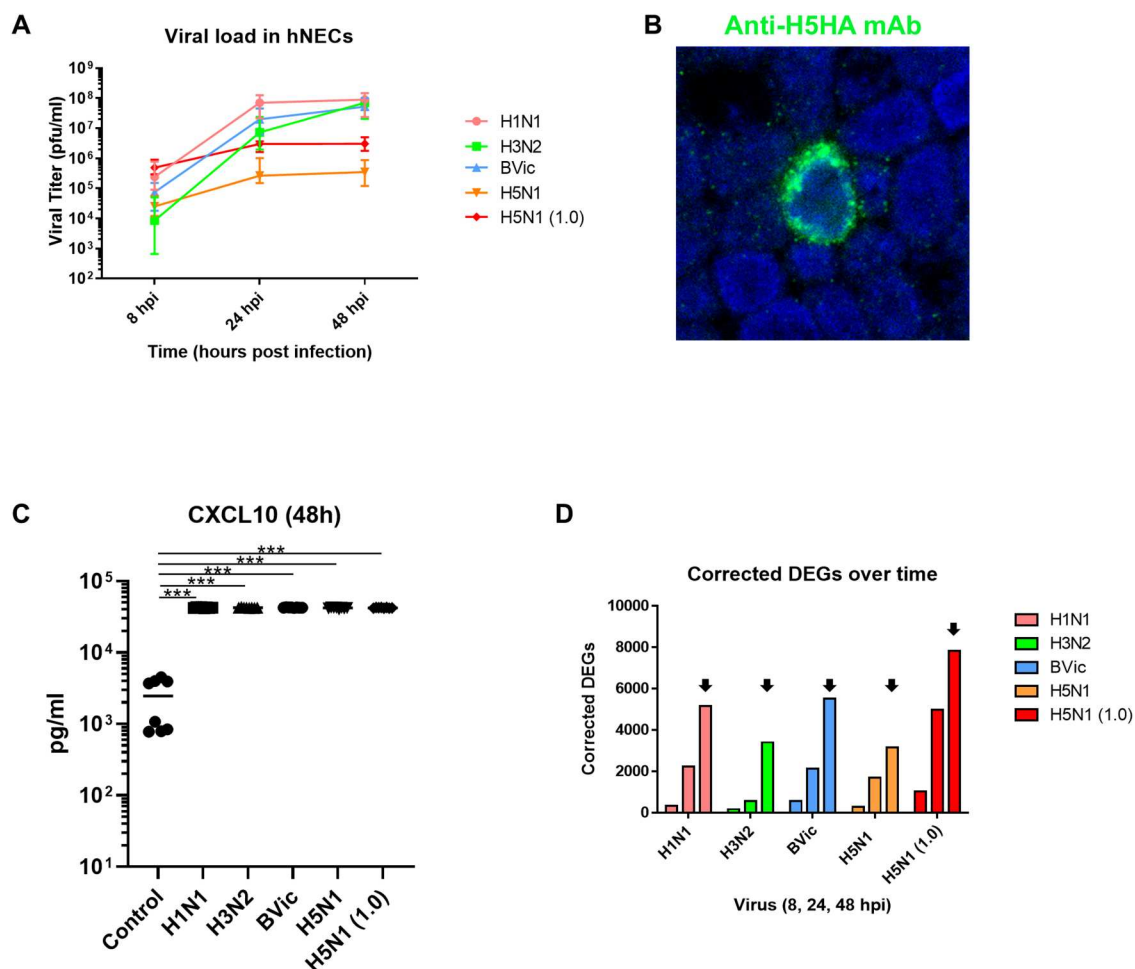 A
Viral load in hNECs
Viral Titer (pfu/ml)
10⁹
10⁸
10⁷
10⁶
10⁵
10⁴
10³
10²
8 hpi
24 hpi
48 hpi
Time (hours post infection)
H1N1
H3N2
BVic
H5N1
H5N1 (1.0)
B
Anti-H5HA mAb
C
CXCL10 (48h)
***
***
***
***
***
pg/ml
10⁵
10⁴
10³
10²
10¹
Control
H1N1
H3N2
BVic
H5N1
H5N1 (1.0)
D
Corrected DEGs over time
Corrected DEGs
10000
8000
6000
4000
2000
0
H1N1
H3N2
BVic
H5N1
H5N1 (1.0)
Virus (8, 24, 48 hpi)
H1N1
H3N2
BVic
H5N1
H5N1 (1.0)